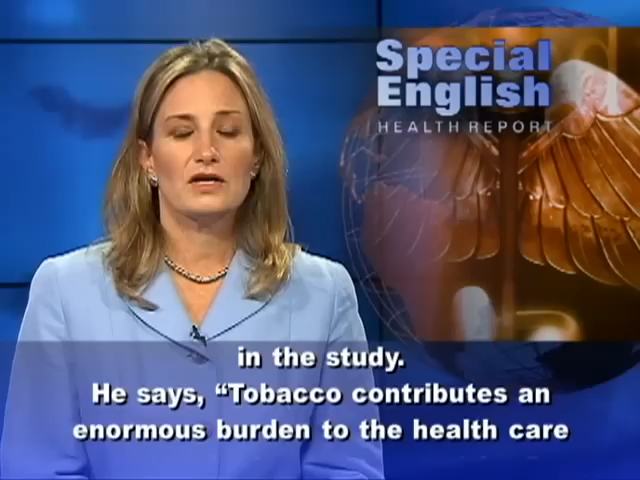 Special
English
HEALTH REPORT
in the study.
He says, “Tobacco contributes an
enormous burden to the health care